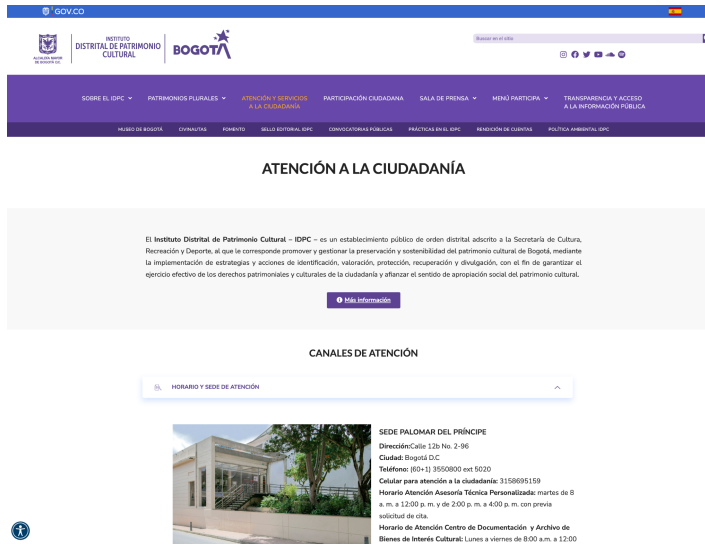 GOV.CO
ALCALDÍA MAYOR
DE BOGOTÁ D.C.
INSTITUTO
DISTRITAL DE PATRIMONIO
CULTURAL
BOGOTÁ
Buscar en el sitio
SOBRE EL IDPC
PATRIMONIOS PLURALES
ATENCIÓN Y SERVICIOS
A LA CIUDADANÍA
PARTICIPACIÓN CIUDADANA
SALA DE PRENSA
MENÚ PARTICIPA
TRANSPARENCIA Y ACCESO
A LA INFORMACIÓN PÚBLICA
MUSEO DE BOGOTÁ
CIVINAUTAS
FOMENTO
SELLO EDITORIAL IDPC
CONVOCATORIAS PÚBLICAS
PRÁCTICAS EN EL IDPC
RENDICIÓN DE CUENTAS
POLÍTICA AMBIENTAL IDPC
ATENCIÓN A LA CIUDADANÍA
El Instituto Distrital de Patrimonio Cultural – IDPC – es un establecimiento público de orden distrital adscrito a la Secretaría de Cultura,
Recreación y Deporte, al que le corresponde promover y gestionar la preservación y sostenibilidad del patrimonio cultural de Bogotá, mediante
la implementación de estrategias y acciones de identificación, valoración, protección, recuperación y divulgación, con el fin de garantizar el
ejercicio efectivo de los derechos patrimoniales y culturales de la ciudadanía y afianzar el sentido de apropiación social del patrimonio cultural.
Más información
CANALES DE ATENCIÓN
HORARIO Y SEDE DE ATENCIÓN
SEDE PALOMAR DEL PRÍNCIPE
Dirección:Calle 12b No. 2-96
Ciudad: Bogotá D.C
Teléfono: (60+1) 3550800 ext 5020
Celular para atención a la ciudadanía: 3158695159
Horario Atención Asesoría Técnica Personalizada: martes de 8
a. m. a 12:00 p. m. y de 2:00 p. m. a 4:00 p. m. con previa
solicitud de cita.
Horario de Atención Centro de Documentación y Archivo de
Bienes de Interés Cultural: Lunes a viernes de 8:00 a.m. a 12:00